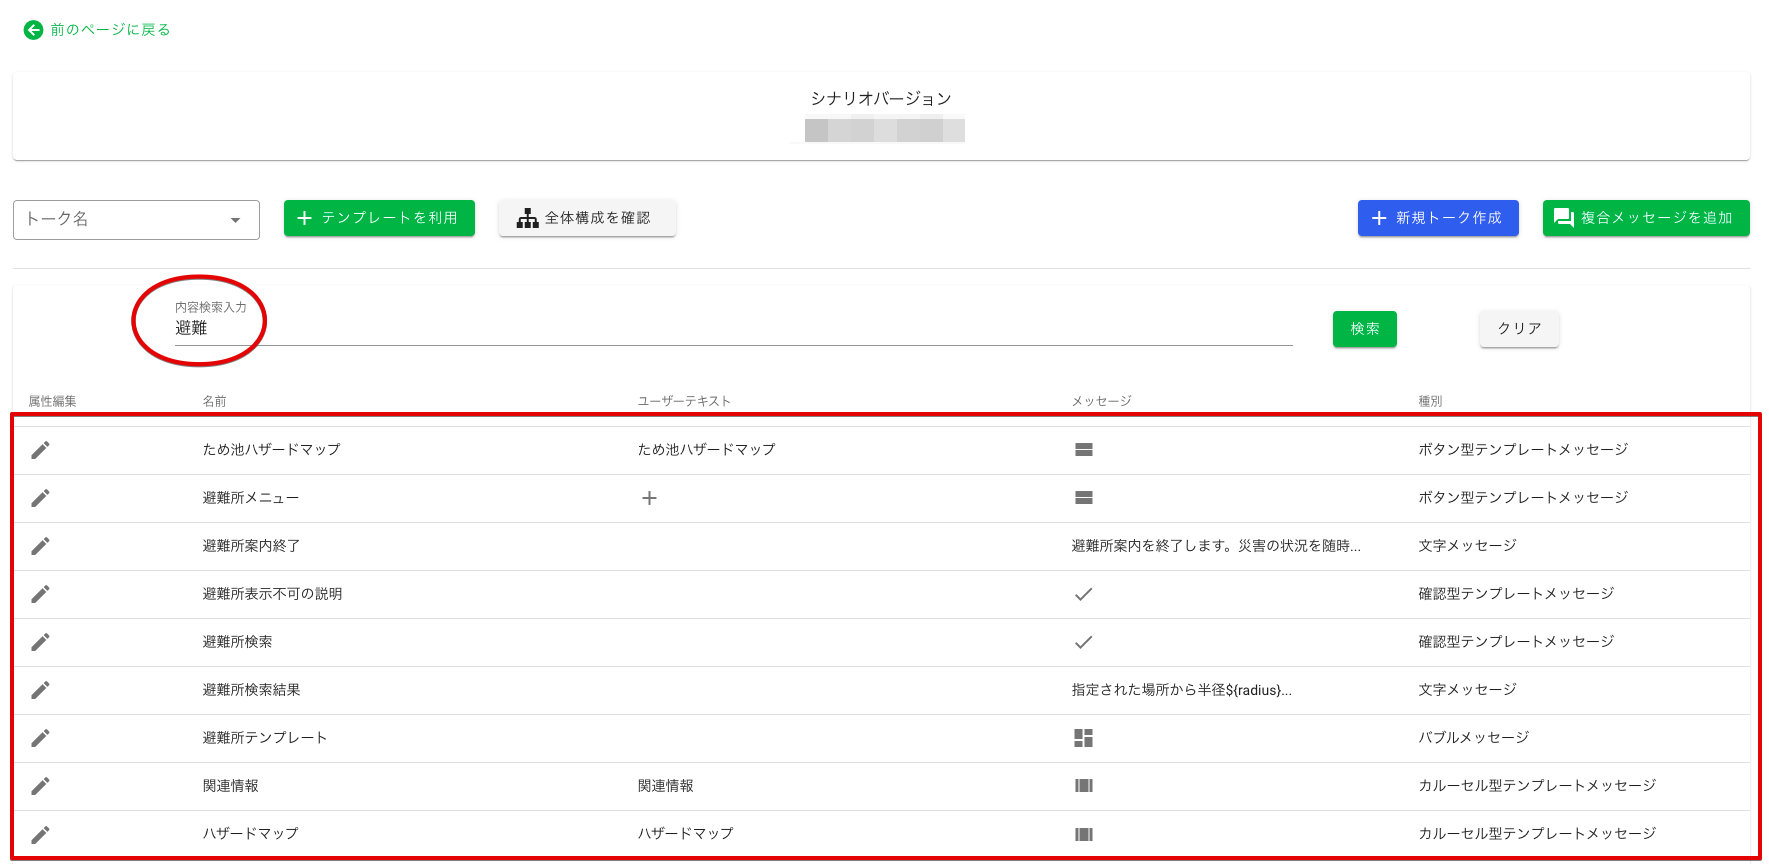 前のページに戻る
シナリオバージョン
トーク名
テンプレートを利用
全体構成を確認
新規トーク作成
複合メッセージを追加
内容検索入力
避難
検索
クリア
属性編集 名前 ユーザーテキスト メッセージ 種別
ため池ハザードマップ ため池ハザードマップ ボタン型テンプレートメッセージ
避難所メニュー ボタン型テンプレートメッセージ
避難所案内終了 避難所案内を終了します。災害の状況を随時... 文字メッセージ
避難所表示不可の説明 確認型テンプレートメッセージ
避難所検索 確認型テンプレートメッセージ
避難所検索結果 指定された場所から半径${radius}... 文字メッセージ
避難所テンプレート バブルメッセージ
関連情報 関連情報 カルーセル型テンプレートメッセージ
ハザードマップ ハザードマップ カルーセル型テンプレートメッセージ